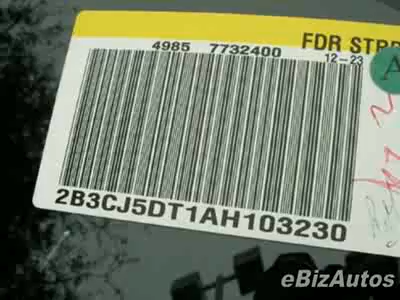 FDR STRP
4985 7732400
12-23
A
2B3CJ5DT1AH103230
eBizAutos